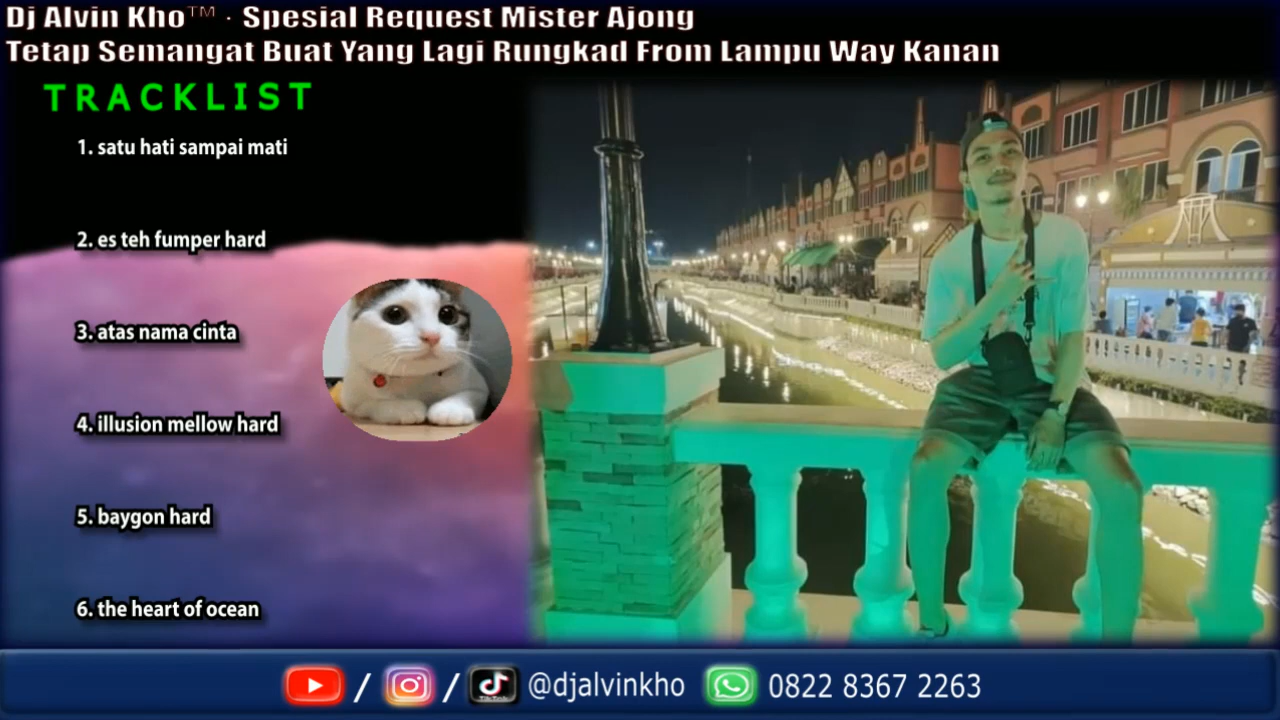 Dj Alvin Kho™ · Spesial Request Mister Ajong
Tetap Semangat Buat Yang Lagi Rungkad From Lampu Way Kanan
TRACKLIST
1. satu hati sampai mati
2. es teh fumper hard
3. atas nama cinta
4. illusion mellow hard
5. baygon hard
6. the heart of ocean
/ / @djalvinkho 0822 8367 2263